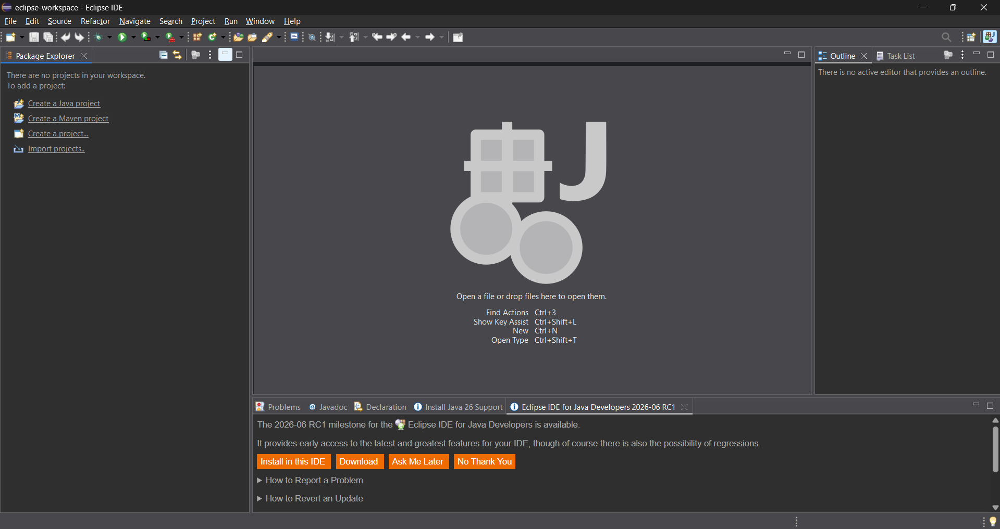 eclipse-workspace - Eclipse IDE
File Edit Source Refactor Navigate Search Project Run Window Help
Package Explorer
There are no projects in your workspace.
To add a project:
Create a Java project
Create a Maven project
Create a project...
Import projects..
J
Open a file or drop files here to open them.
Find Actions Ctrl+3
Show Key Assist Ctrl+Shift+L
New Ctrl+N
Open Type Ctrl+Shift+T
Outline Task List
There is no active editor that provides an outline.
Problems @ Javadoc Declaration Install Java 26 Support Eclipse IDE for Java Developers 2026-06 RC1
The 2026-06 RC1 milestone for the Eclipse IDE for Java Developers is available.
It provides early access to the latest and greatest features for your IDE, though of course there is also the possibility of regressions.
Install in this IDE Download Ask Me Later No Thank You
How to Report a Problem
How to Revert an Update